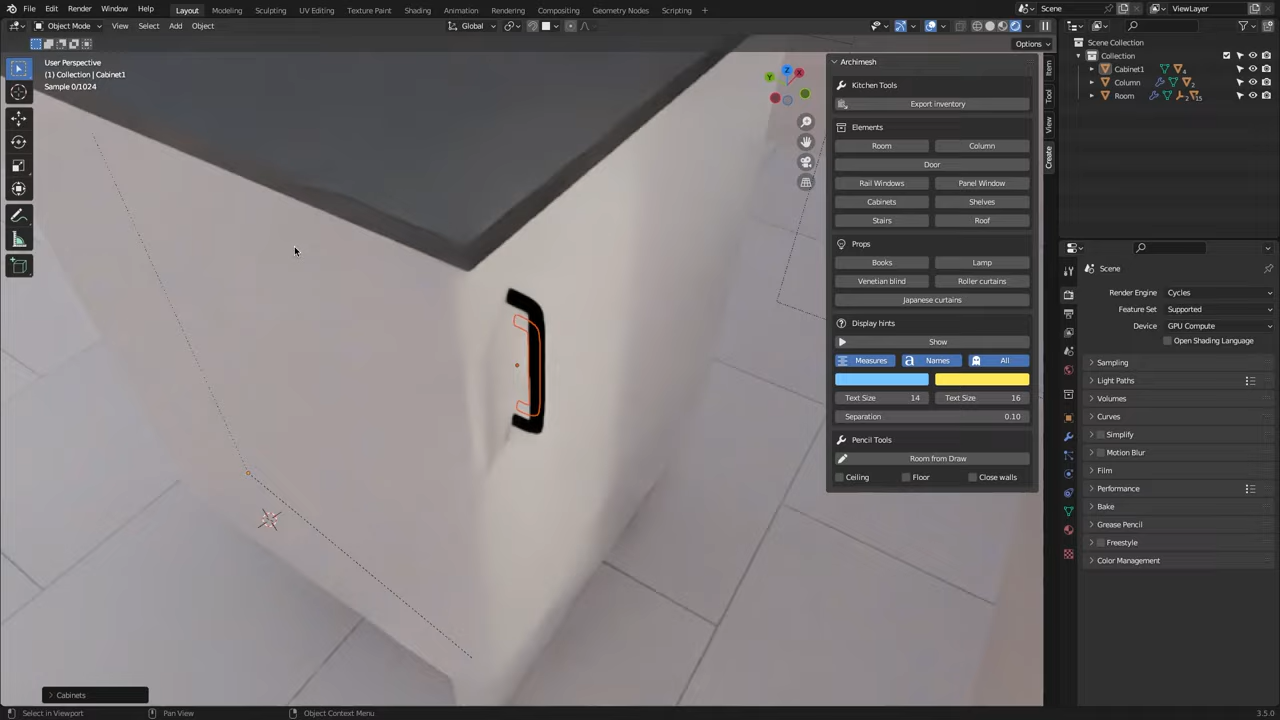 File Edit Render Window Help Layout Modeling Sculpting UV Editing Texture Paint Shading Animation Rendering Compositing Geometry Nodes Scripting + Scene ViewLayer
Object Mode View Select Add Object Global
Options
User Perspective
(1) Collection | Cabinet1
Sample 0/1024
Z
Y
X
Archimesh
Kitchen Tools
Export inventory
Elements
Room Column
Door
Rail Windows Panel Window
Cabinets Shelves
Stairs Roof
Props
Books Lamp
Venetian blind Roller curtains
Japanese curtains
Display hints
Show
Measures a Names All
Text Size 14 Text Size 16
Separation 0.10
Pencil Tools
Room from Draw
Ceiling Floor Close walls
Item
Tool
View
Create
Scene Collection
Collection
Cabinet1 4
Column 2
Room 2 15
Scene
Render Engine Cycles
Feature Set Supported
Device GPU Compute
Open Shading Language
Sampling
Light Paths
Volumes
Curves
Simplify
Motion Blur
Film
Performance
Bake
Grease Pencil
Freestyle
Color Management
Cabinets
Select in Viewport Pan View Object Context Menu 3.5.0